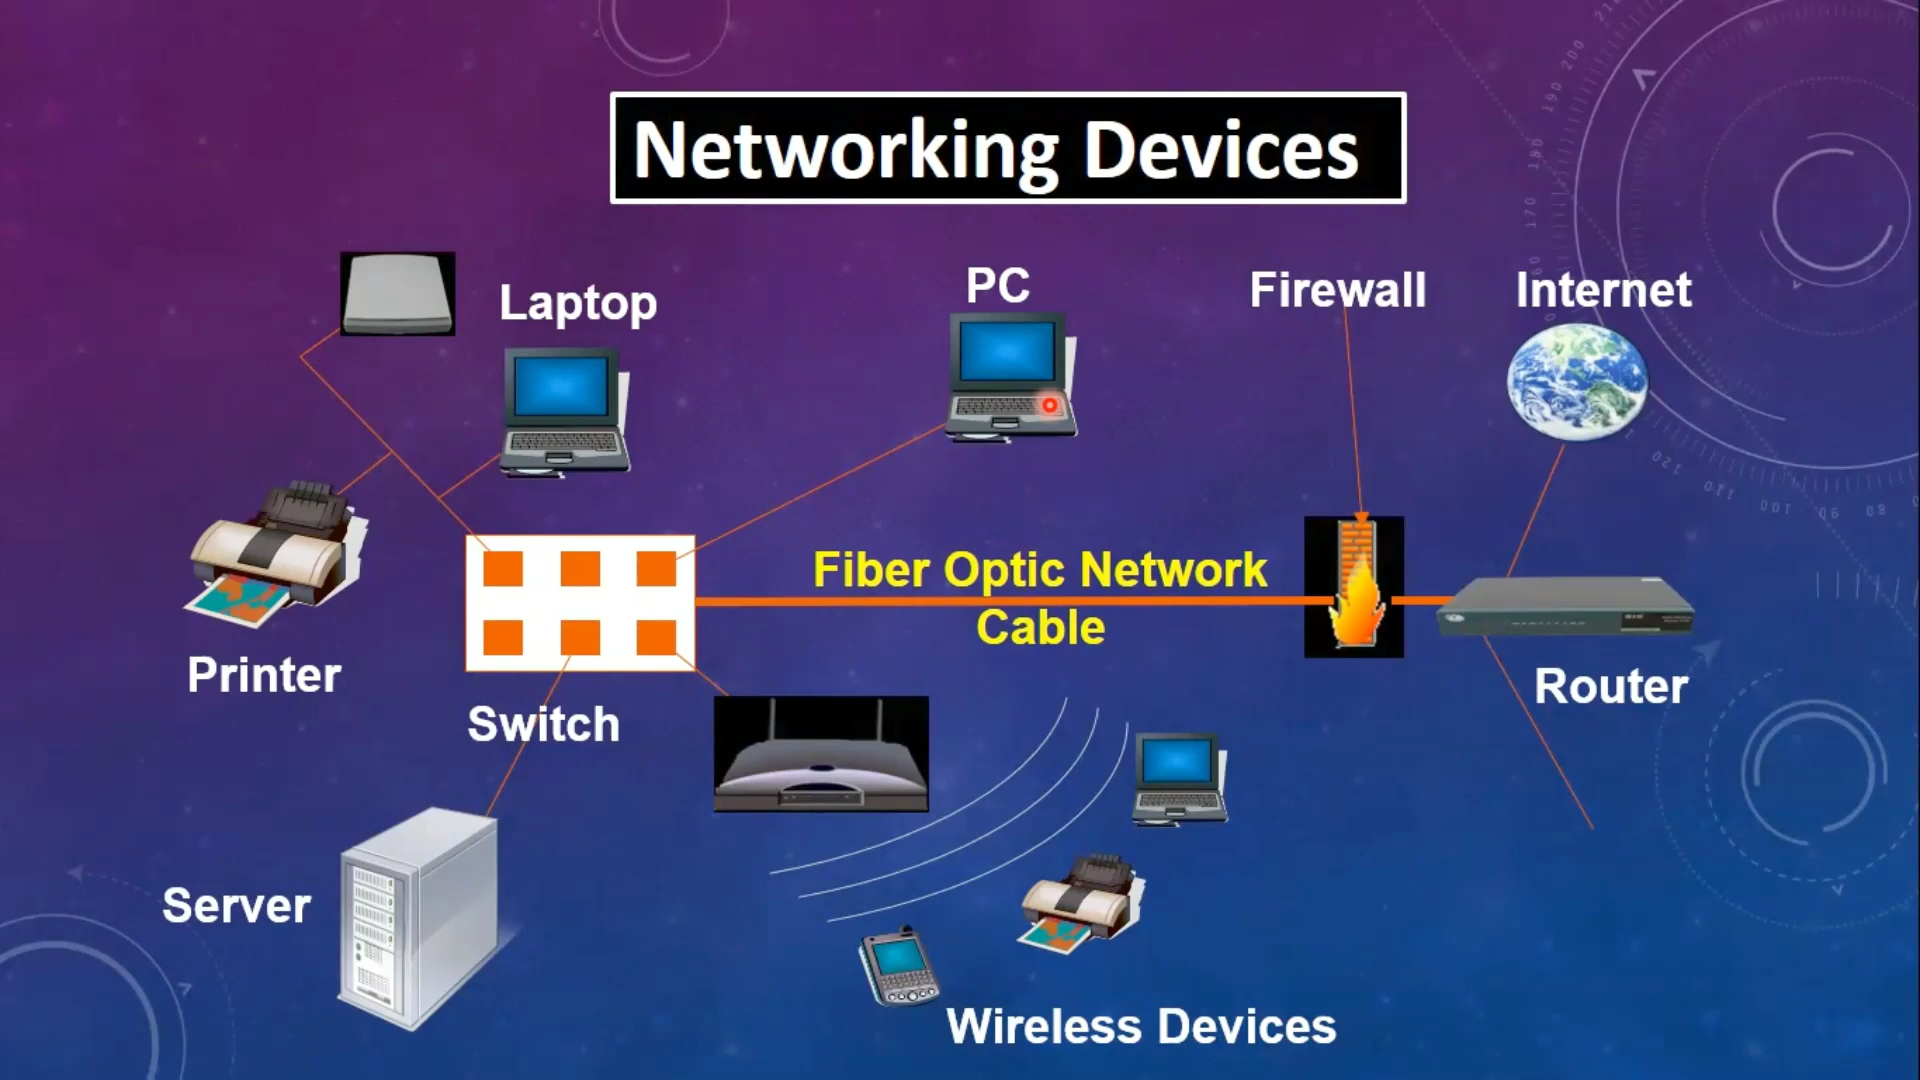 Networking Devices
Laptop
PC
Firewall
Internet
Fiber Optic Network
Cable
Printer
Switch
Router
Server
Wireless Devices